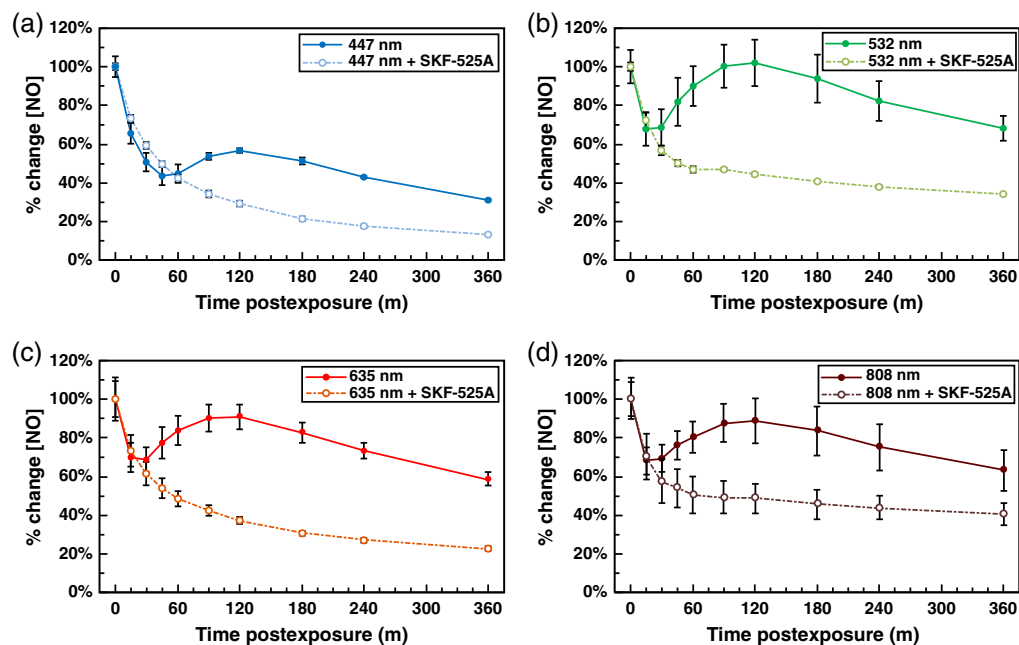 (a)
120%
100%
80%
60%
40%
20%
0%
% change [NO]
447 nm
447 nm + SKF-525A
0 60 120 180 240 300 360
Time postexposure (m)
(b)
120%
100%
80%
60%
40%
20%
0%
% change [NO]
532 nm
532 nm + SKF-525A
0 60 120 180 240 300 360
Time postexposure (m)
(c)
120%
100%
80%
60%
40%
20%
0%
% change [NO]
635 nm
635 nm + SKF-525A
0 60 120 180 240 300 360
Time postexposure (m)
(d)
120%
100%
80%
60%
40%
20%
0%
% change [NO]
808 nm
808 nm + SKF-525A
0 60 120 180 240 300 360
Time postexposure (m)